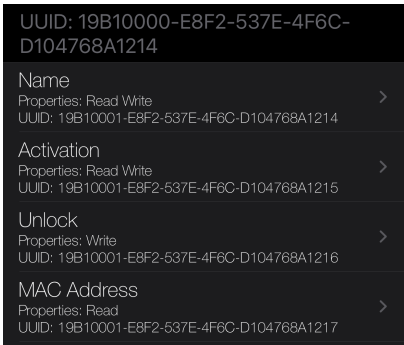 UUID: 19B10000-E8F2-537E-4F6C-
D104768A1214
Name
Properties: Read Write
UUID: 19B10001-E8F2-537E-4F6C-D104768A1214
Activation
Properties: Read Write
UUID: 19B10001-E8F2-537E-4F6C-D104768A1215
Unlock
Properties: Write
UUID: 19B10001-E8F2-537E-4F6C-D104768A1216
MAC Address
Properties: Read
UUID: 19B10001-E8F2-537E-4F6C-D104768A1217